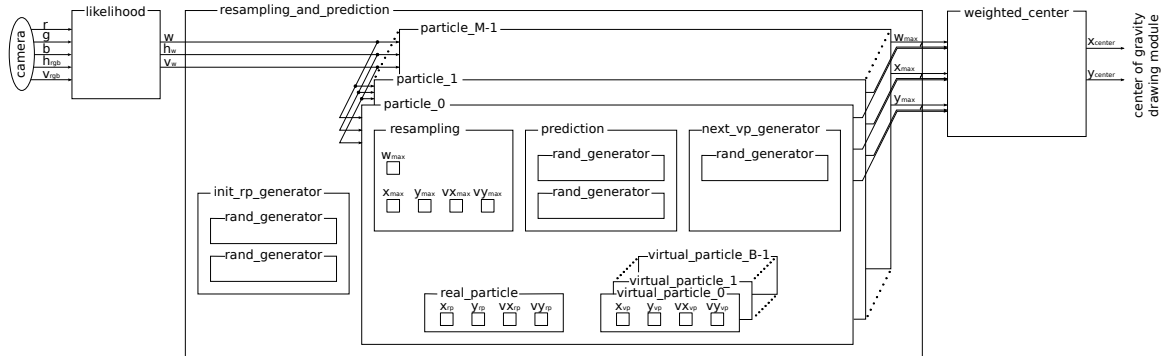 likelihood
resampling_and_prediction
weighted_center
particle_M-1
camera
r
g
b
hrgb
vrgb
w
hw
vw
wmax
xmax
ymax
xcenter
ycenter
center of gravity
drawing module
particle_1
particle_0
resampling
prediction
next_vp_generator
wmax
rand_generator
rand_generator
rand_generator
xmax ymax vxmax vymax
init_rp_generator
rand_generator
rand_generator
virtual_particle_B-1
virtual_particle_1
real_particle
virtual_particle_0
xrp yrp vxrp vyrp
xvp yvp vxvp vyvp